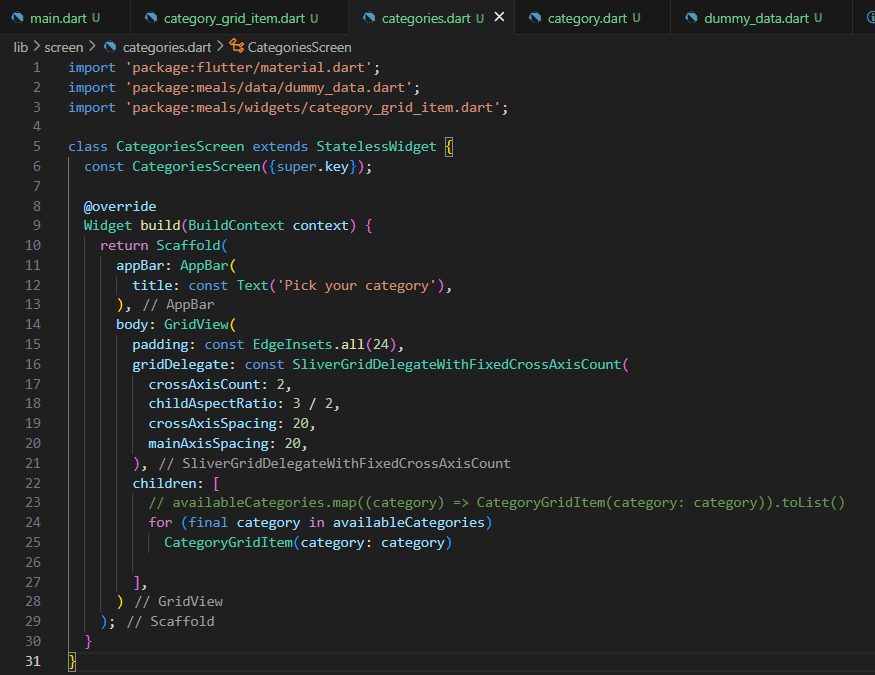 main.dart U category_grid_item.dart U categories.dart U × category.dart U dummy_data.dart U
lib > screen > categories.dart > CategoriesScreen
1 import 'package:flutter/material.dart';
2 import 'package:meals/data/dummy_data.dart';
3 import 'package:meals/widgets/category_grid_item.dart';
4
5 class CategoriesScreen extends StatelessWidget {
6   const CategoriesScreen({super.key});
7
8   @override
9   Widget build(BuildContext context) {
10     return Scaffold(
11       appBar: AppBar(
12         title: const Text('Pick your category'),
13       ), // AppBar
14       body: GridView(
15         padding: const EdgeInsets.all(24),
16         gridDelegate: const SliverGridDelegateWithFixedCrossAxisCount(
17           crossAxisCount: 2,
18           childAspectRatio: 3 / 2,
19           crossAxisSpacing: 20,
20           mainAxisSpacing: 20,
21         ), // SliverGridDelegateWithFixedCrossAxisCount
22         children: [
23           // availableCategories.map((category) => CategoryGridItem(category: category)).toList()
24           for (final category in availableCategories)
25             CategoryGridItem(category: category)
26
27         ],
28       ) // GridView
29     ); // Scaffold
30   }
31 }